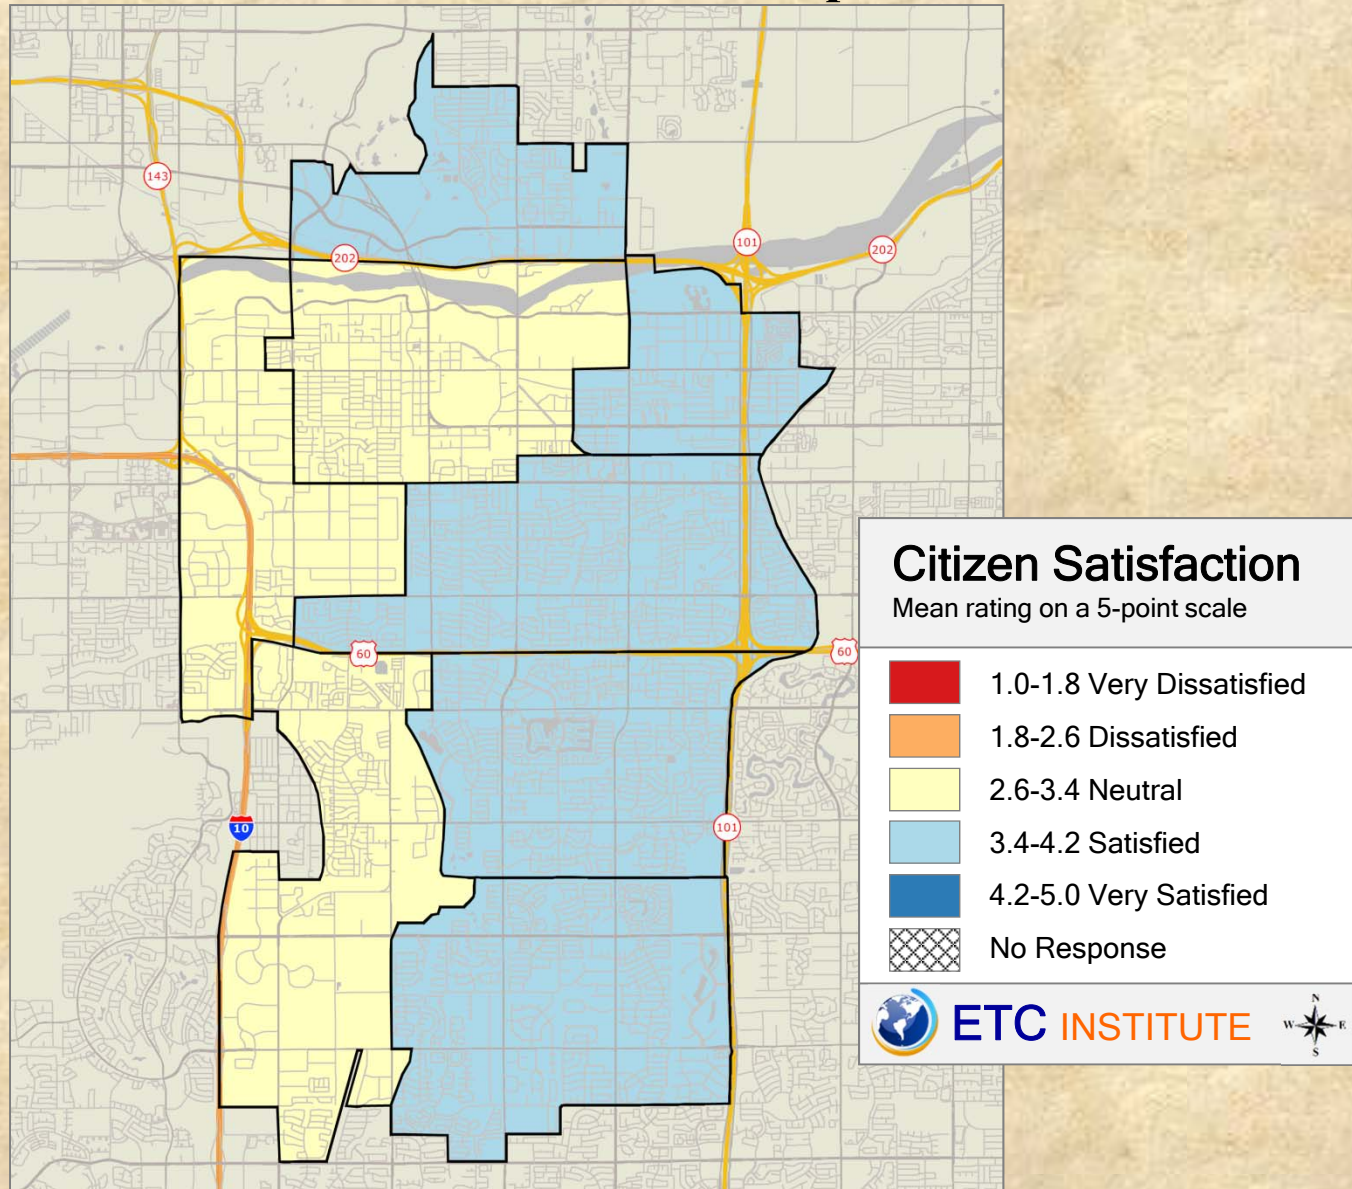 143
202
101
202
Citizen Satisfaction
Mean rating on a 5-point scale
60
60
1.0-1.8 Very Dissatisfied
1.8-2.6 Dissatisfied
2.6-3.4 Neutral
3.4-4.2 Satisfied
10
101
4.2-5.0 Very Satisfied
No Response
ETC INSTITUTE
N
W E
S